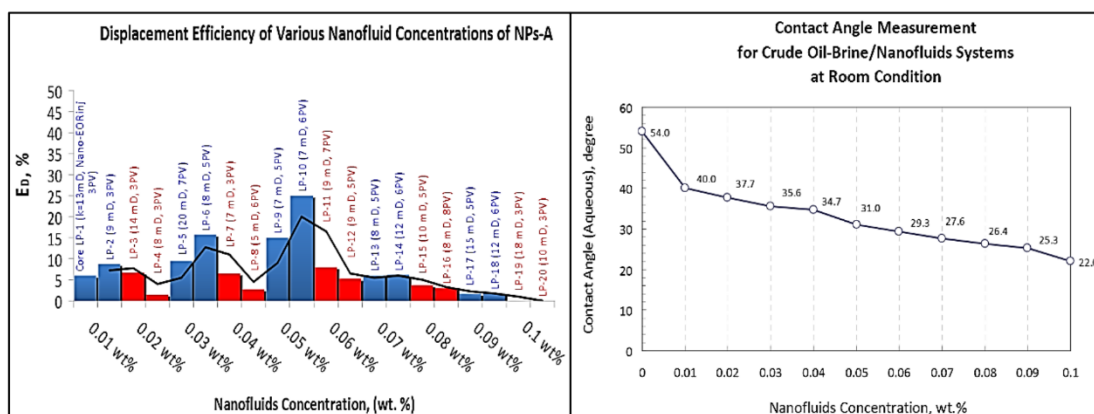 Displacement Efficiency of Various Nanofluid Concentrations of NPs-A
ED, %
50
45
40
35
30
25
20
15
10
5
0
Core LP-1 (k=13mD, Nano-EORinj
3PV)
LP-2 (9 mD, 3PV)
LP-3 (14 mD, 3PV)
LP-4 (8 mD, 3PV)
LP-5 (20 mD, 7PV)
LP-6 (8 mD, 5PV)
LP-7 (7 mD, 3PV)
LP-8 (5 mD, 6PV)
LP-9 (7 mD, 5PV)
LP-10 (7 mD, 6PV)
LP-11 (9 mD, 7PV)
LP-12 (9 mD, 5PV)
LP-13 (8 mD, 5PV)
LP-14 (12 mD, 6PV)
LP-15 (10 mD, 5PV)
LP-16 (8 mD, 8PV)
LP-17 (15 mD, 5PV)
LP-18 (12 mD, 6PV)
LP-19 (18 mD, 3PV)
LP-20 (10 mD, 3PV)
0.01 wt%
0.02 wt%
0.03 wt%
0.04 wt%
0.05 wt%
0.06 wt%
0.07 wt%
0.08 wt%
0.09 wt%
0.1 wt%
Nanofluids Concentration, (wt. %)
Contact Angle Measurement
for Crude Oil-Brine/Nanofluids Systems
at Room Condition
Contact Angle (Aqueous), degree
60
50
40
30
20
10
0
54.0
40.0
37.7
35.6
34.7
31.0
29.3
27.6
26.4
25.3
0 0.01 0.02 0.03 0.04 0.05 0.06 0.07 0.08 0.09 0.1
Nanofluids Concentration, wt.%